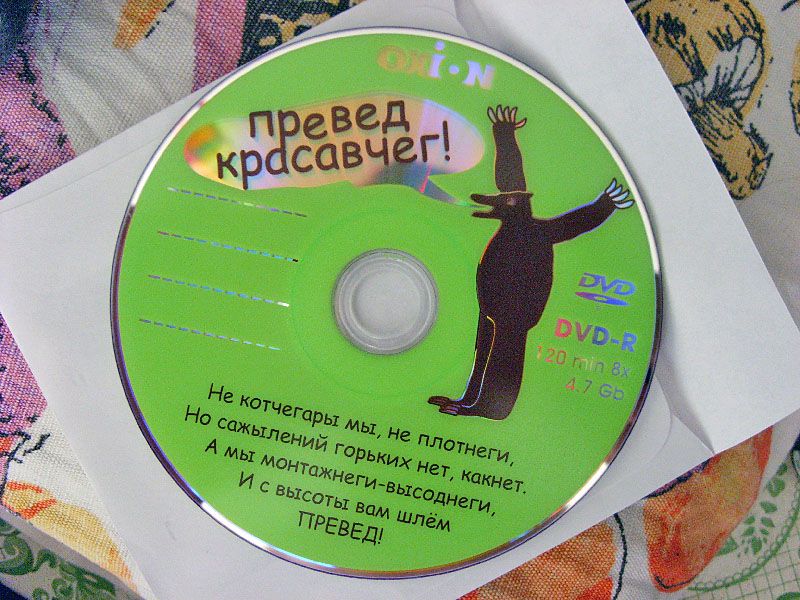 OXION
превед
красавчег!
DVD
DVD-R
120 min 8x
4.7 Gb
Не котчегары мы, не плотнеги,
Но сажылений горьких нет, какнет.
А мы монтажнеги-высоднеги,
И с высоты вам шлём
ПРЕВЕД!